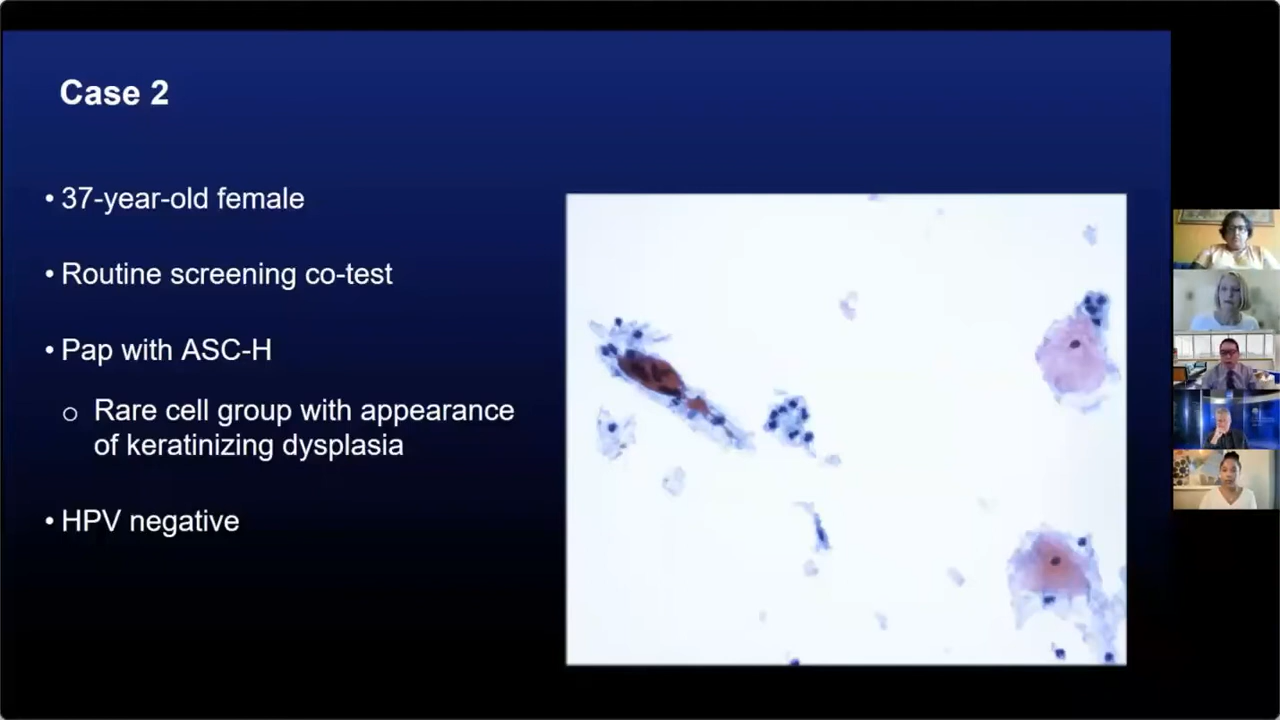 Case 2
• 37-year-old female
• Routine screening co-test
• Pap with ASC-H
o Rare cell group with appearance
of keratinizing dysplasia
• HPV negative